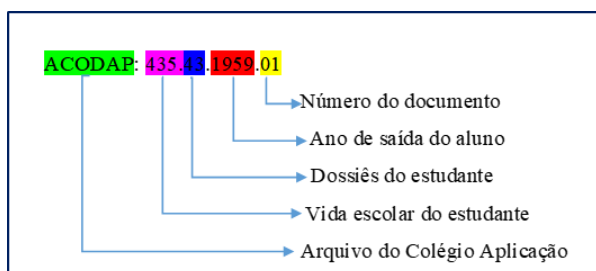 ACODAP: 435.43.1959.01
Número do documento
Ano de saída do aluno
Dossiês do estudante
Vida escolar do estudante
Arquivo do Colégio Aplicação